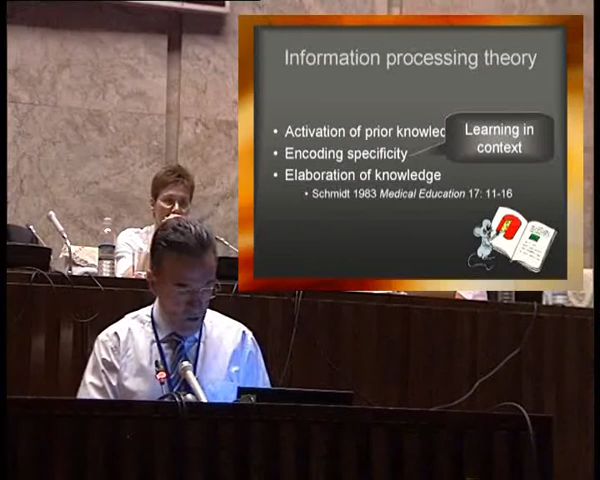 Information processing theory
• Activation of prior knowled
Learning in
context
• Encoding specificity
• Elaboration of knowledge
• Schmidt 1983 Medical Education 17: 11-16